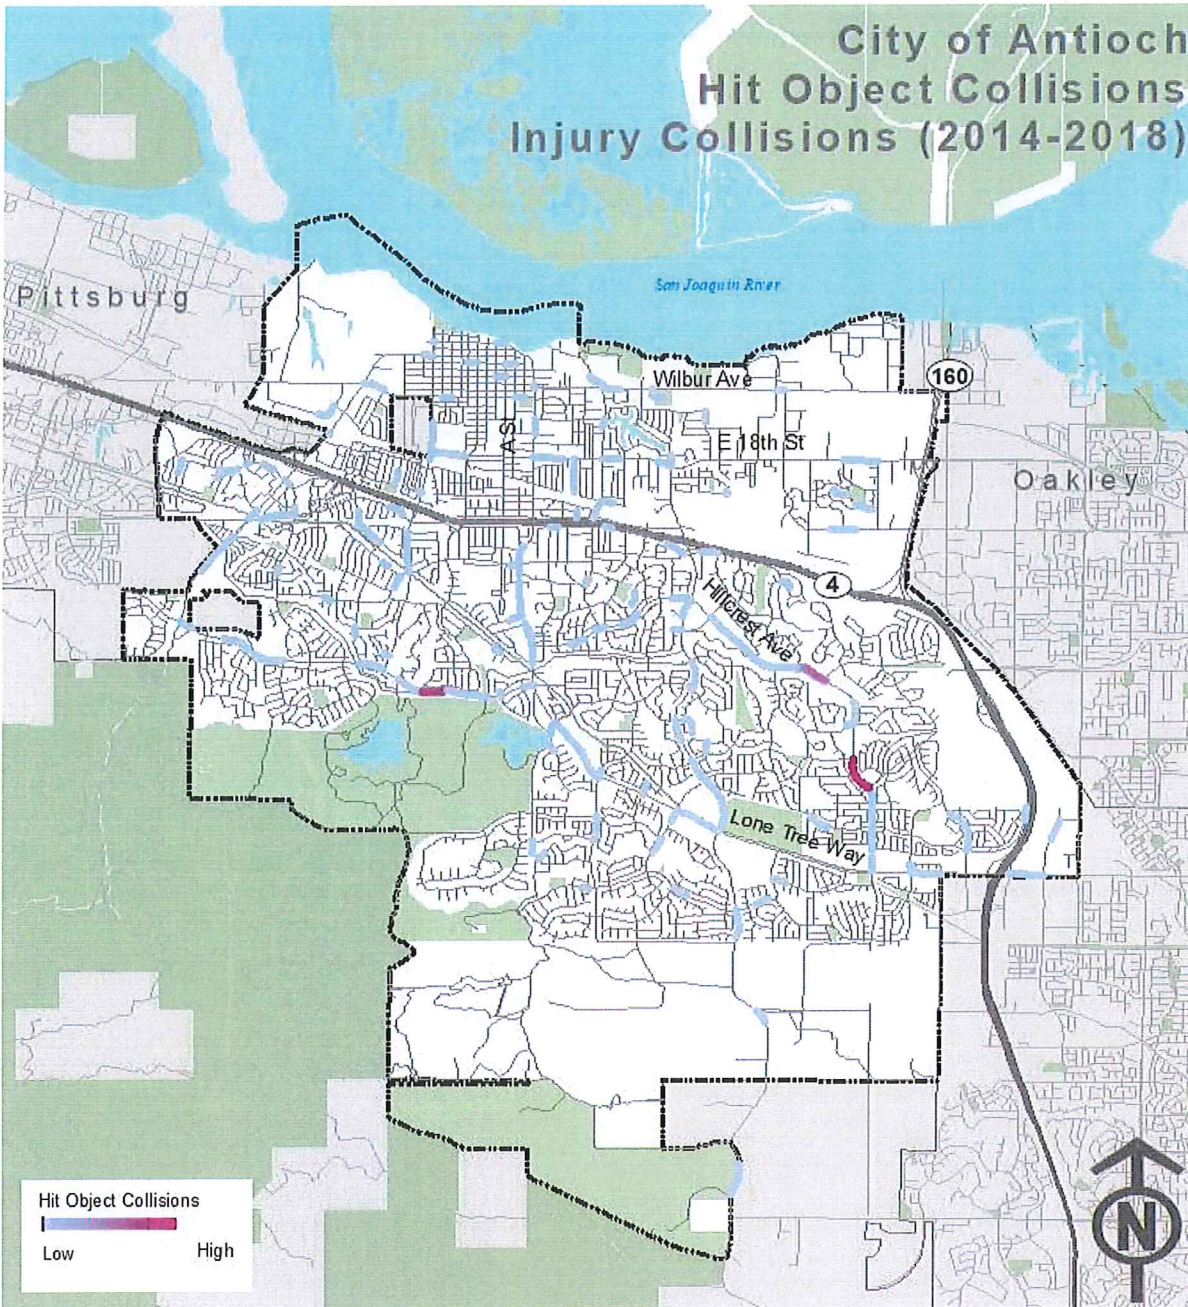 City of Antioch
Hit Object Collisions
Injury Collisions (2014-2018)
San Joaquin River
Pittsburg
Wilbur Ave
160
A St
E 18th St
Oakley
4
Hillcrest Ave
Lone Tree Way
Hit Object Collisions
Low High
N